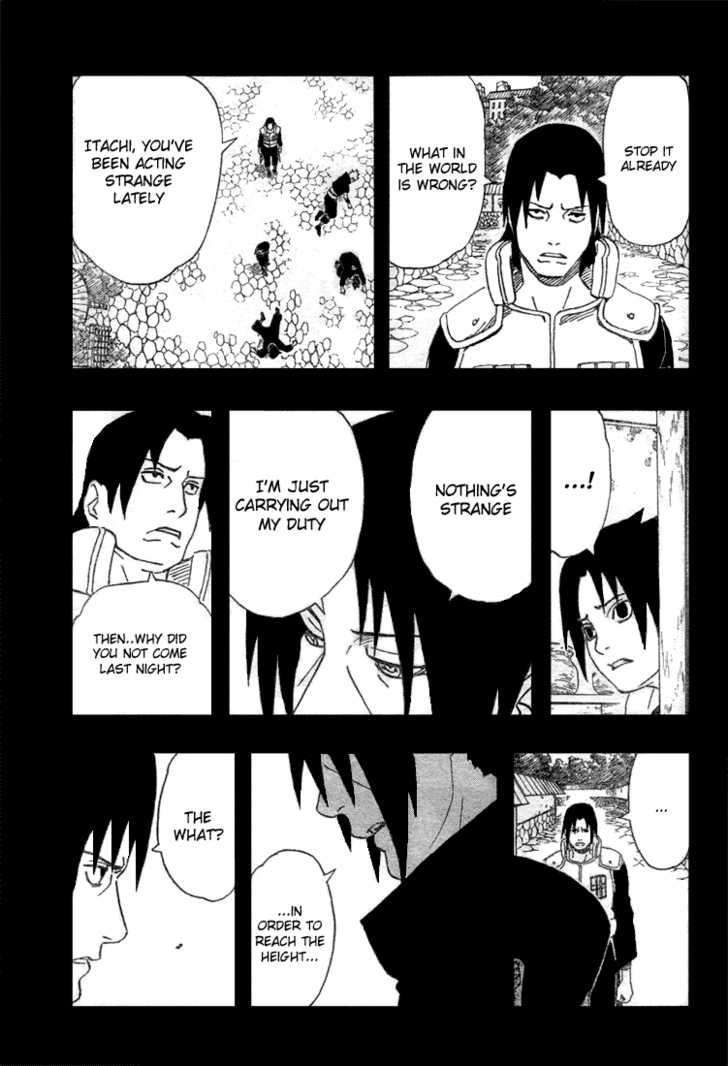 STOP IT
ALREADY
WHAT IN
THE WORLD
IS WRONG?
ITACHI, YOU'VE
BEEN ACTING
STRANGE
LATELY
...!
NOTHING'S
STRANGE
I'M JUST
CARRYING OUT
MY DUTY
THEN..WHY DID
YOU NOT COME
LAST NIGHT?
...
...IN
ORDER TO
REACH THE
HEIGHT...
THE
WHAT?